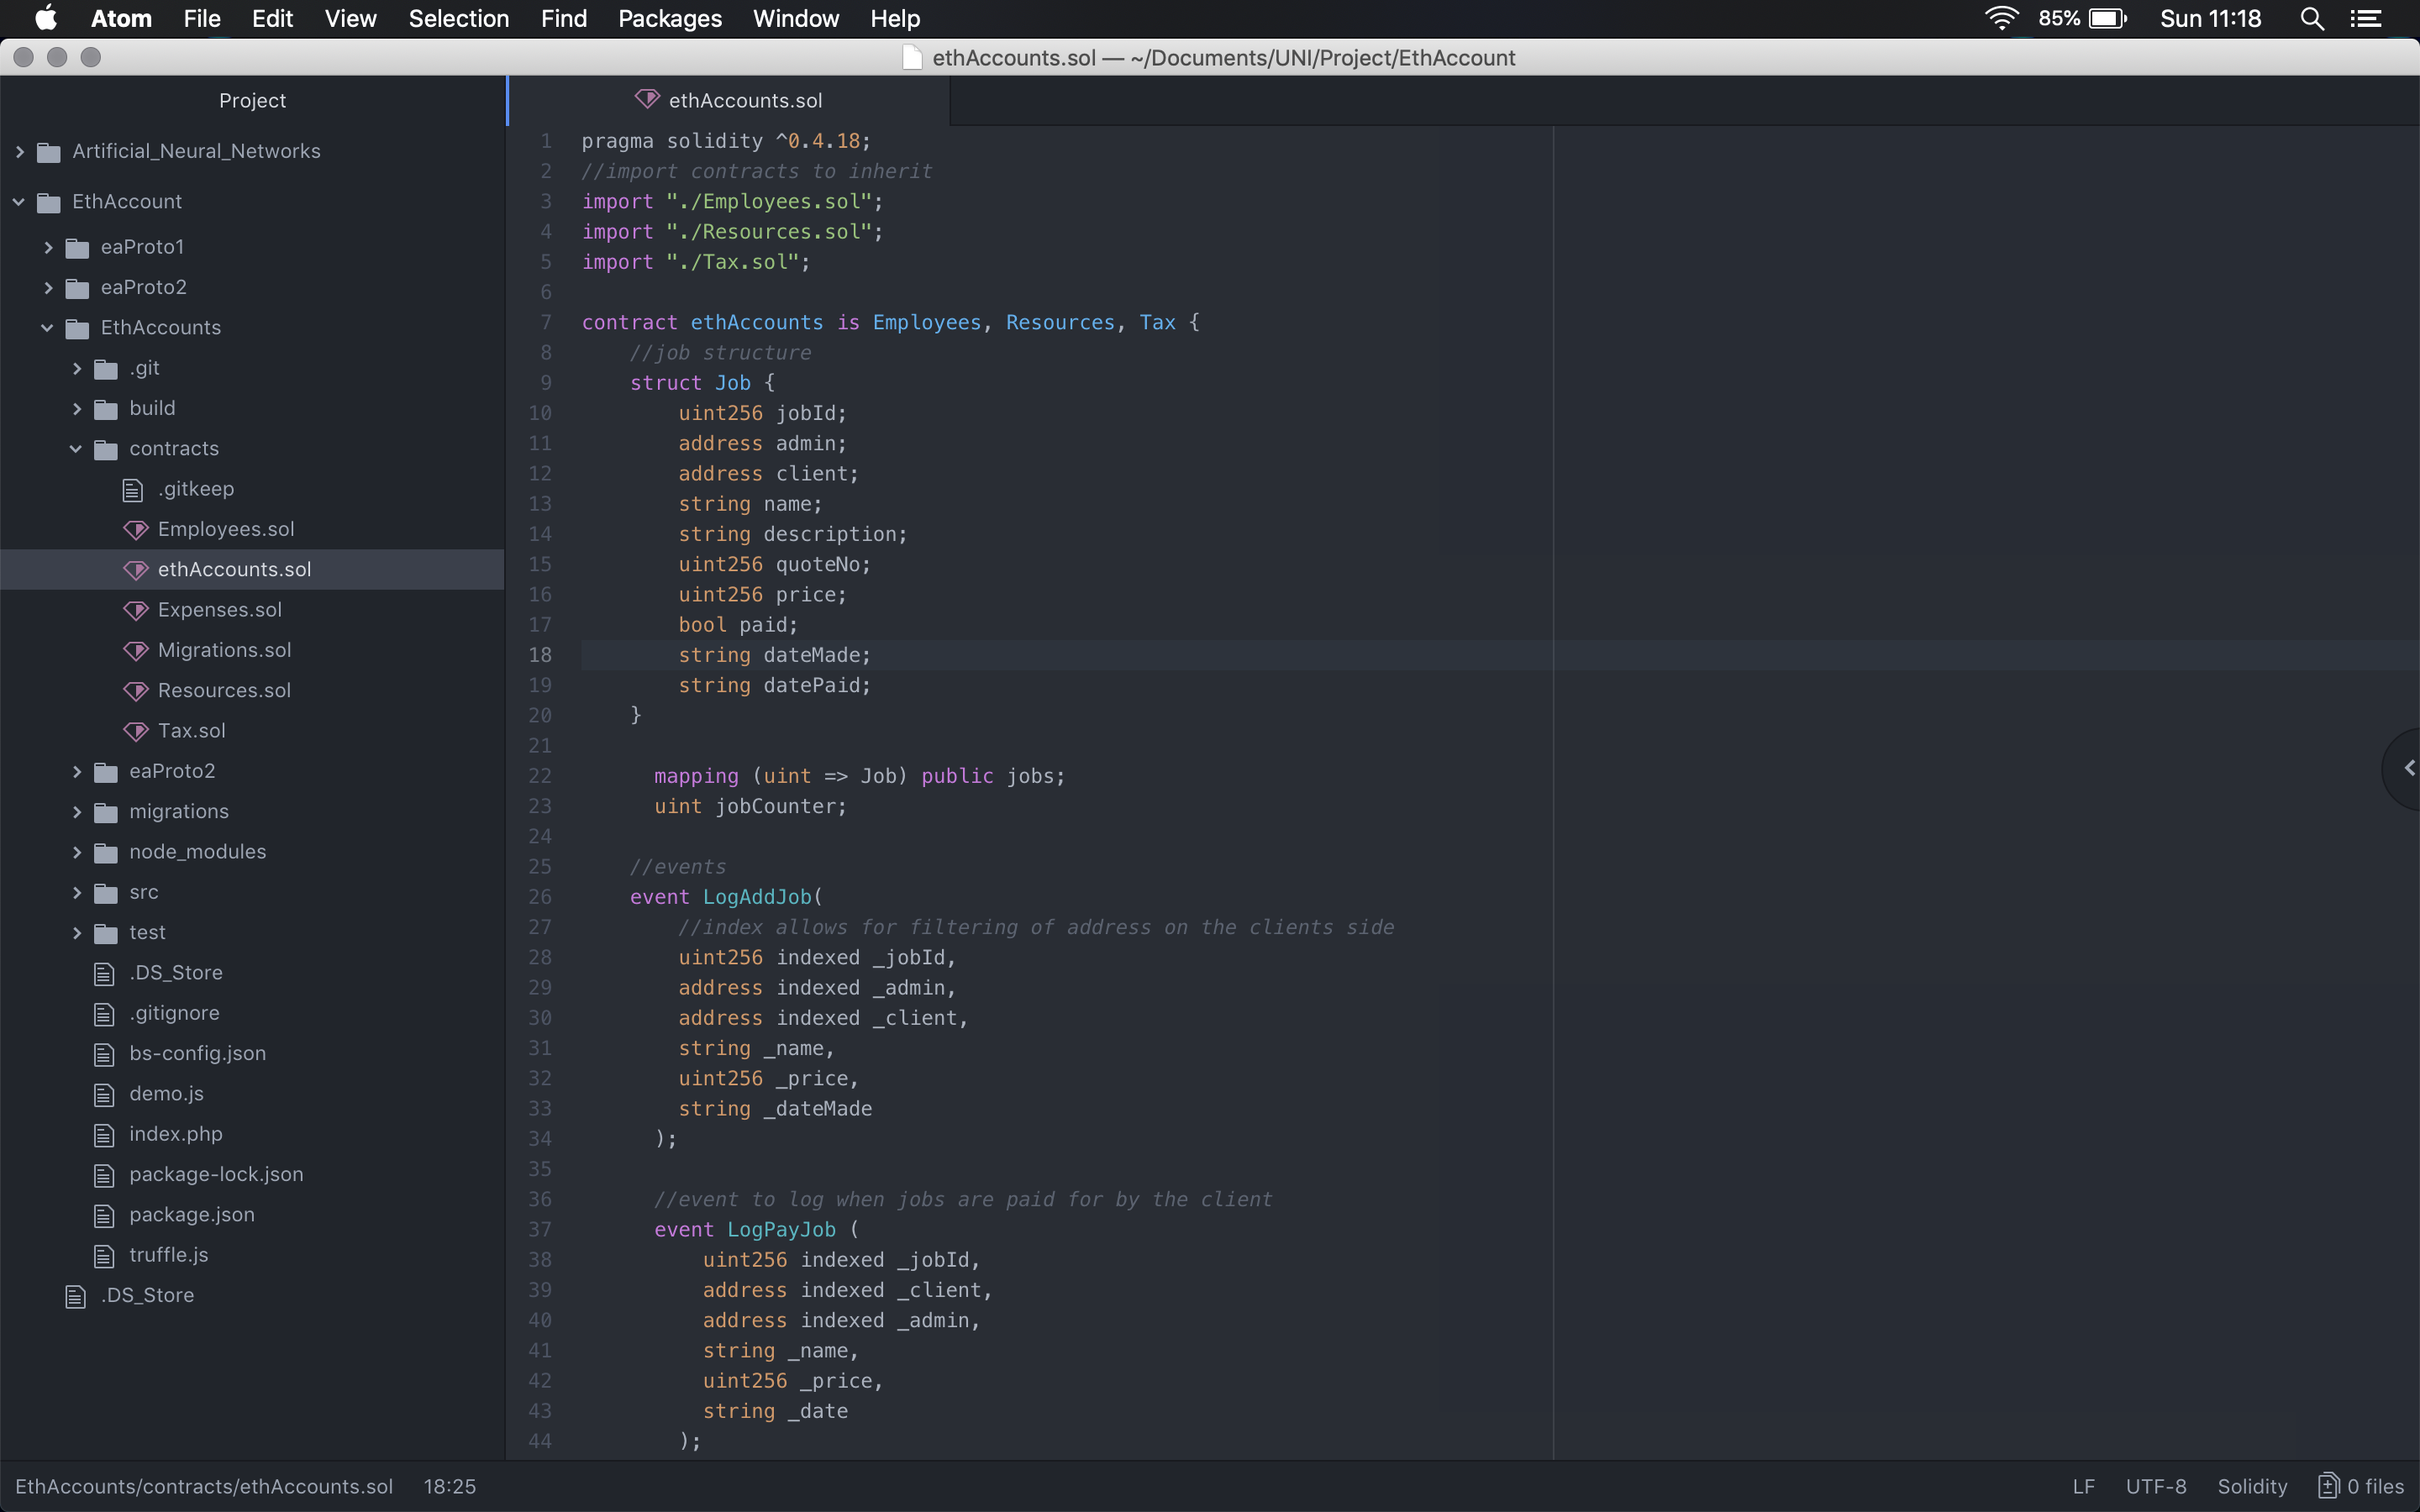 Atom File Edit View Selection Find Packages Window Help 85% Sun 11:18
ethAccounts.sol — ~/Documents/UNI/Project/EthAccount
Project
Artificial_Neural_Networks
EthAccount
eaProto1
eaProto2
EthAccounts
.git
build
contracts
.gitkeep
Employees.sol
ethAccounts.sol
Expenses.sol
Migrations.sol
Resources.sol
Tax.sol
eaProto2
migrations
node_modules
src
test
.DS_Store
.gitignore
bs-config.json
demo.js
index.php
package-lock.json
package.json
truffle.js
.DS_Store
ethAccounts.sol
1 pragma solidity ^0.4.18;
2 //import contracts to inherit
3 import "./Employees.sol";
4 import "./Resources.sol";
5 import "./Tax.sol";
6
7 contract ethAccounts is Employees, Resources, Tax {
8 //job structure
9 struct Job {
10 uint256 jobId;
11 address admin;
12 address client;
13 string name;
14 string description;
15 uint256 quoteNo;
16 uint256 price;
17 bool paid;
18 string dateMade;
19 string datePaid;
20 }
21
22 mapping (uint => Job) public jobs;
23 uint jobCounter;
24
25 //events
26 event LogAddJob(
27 //index allows for filtering of address on the clients side
28 uint256 indexed _jobId,
29 address indexed _admin,
30 address indexed _client,
31 string _name,
32 uint256 _price,
33 string _dateMade
34 );
35
36 //event to log when jobs are paid for by the client
37 event LogPayJob (
38 uint256 indexed _jobId,
39 address indexed _client,
40 address indexed _admin,
41 string _name,
42 uint256 _price,
43 string _date
44 );
EthAccounts/contracts/ethAccounts.sol 18:25 LF UTF-8 Solidity 0 files